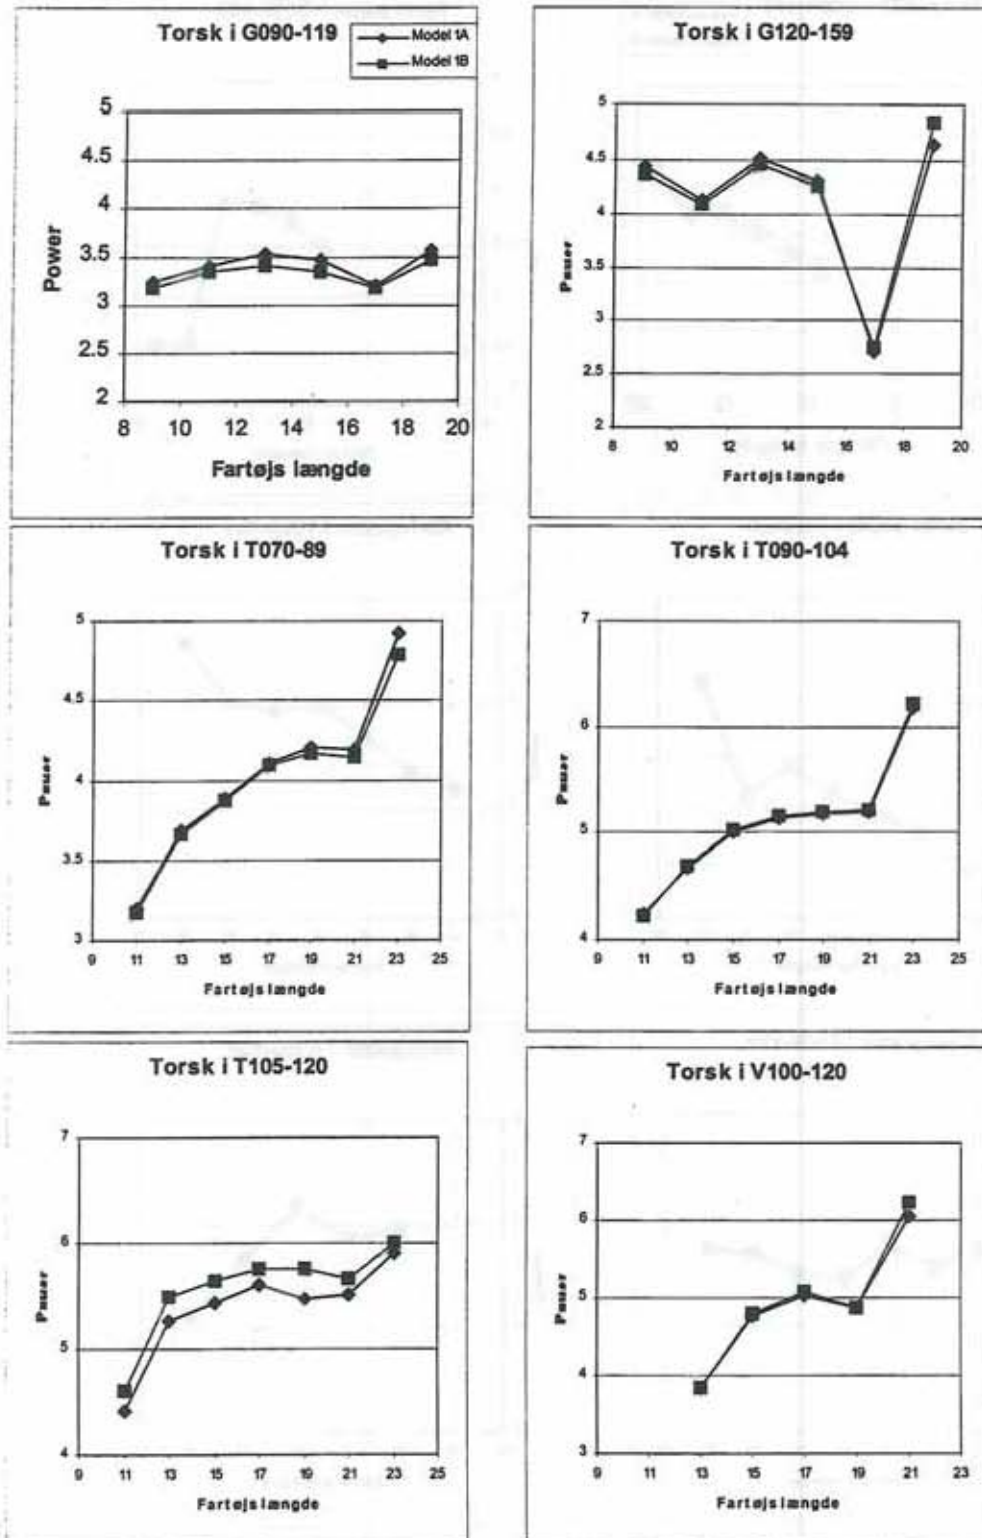 Torsk i G090-119
Model 1A
Model 1B
5
4.5
4
3.5
3
2.5
2
Power
8 10 12 14 16 18 20
Fartøjs længde
Torsk i G120-159
5
4.5
4
3.5
3
2.5
2
8 10 12 14 16 18 20
Fartøjs længde
Torsk i T070-89
5
4.5
4
3.5
3
9 11 13 15 17 19 21 23 25
Fartøjs længde
Torsk i T090-104
7
6
5
4
9 11 13 15 17 19 21 23 25
Fartøjs længde
Torsk i T105-120
7
6
5
4
9 11 13 15 17 19 21 23 25
Fartøjs længde
Torsk i V100-120
7
6
5
4
3
9 11 13 15 17 19 21 23
Fartøjs længde